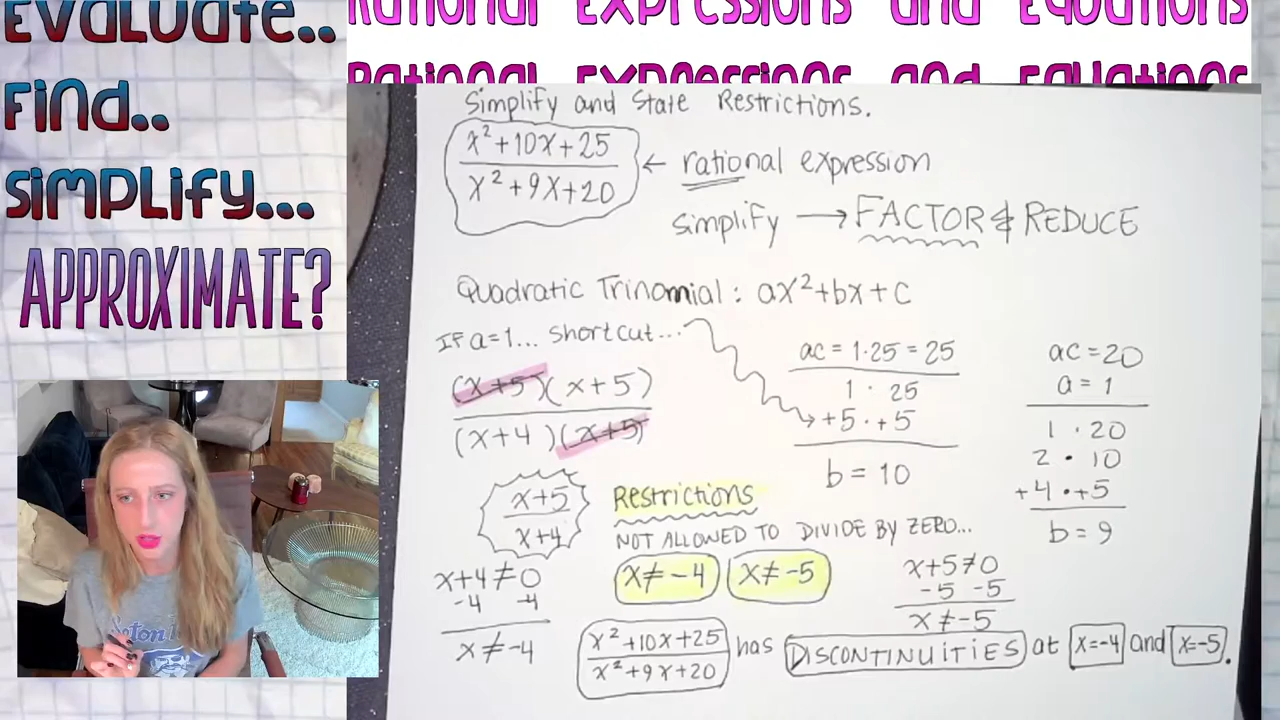 EVALUATE..
FIND..
SIMPLIFY...
APPROXIMATE?
Rational Expressions and Equations
Rational Expressions and Equations
Simplify and State Restrictions.
x²+10x+25
x²+9x+20
← rational expression
simplify → FACTOR & REDUCE
Quadratic Trinomial: ax²+bx+c
If a=1... shortcut...
(x+5)(x+5)
(x+4)(x+5)
ac = 1·25 = 25
1 · 25
+5 · +5
b = 10
ac = 20
a = 1
1 · 20
2 · 10
+4 · +5
b = 9
x+5
x+4
Restrictions
NOT ALLOWED TO DIVIDE BY ZERO...
x≠-4 x≠-5
x+4≠0
-4 -4
x≠-4
x+5≠0
-5 -5
x≠-5
x²+10x+25
x²+9x+20
has DISCONTINUITIES at x=-4 and x=-5.